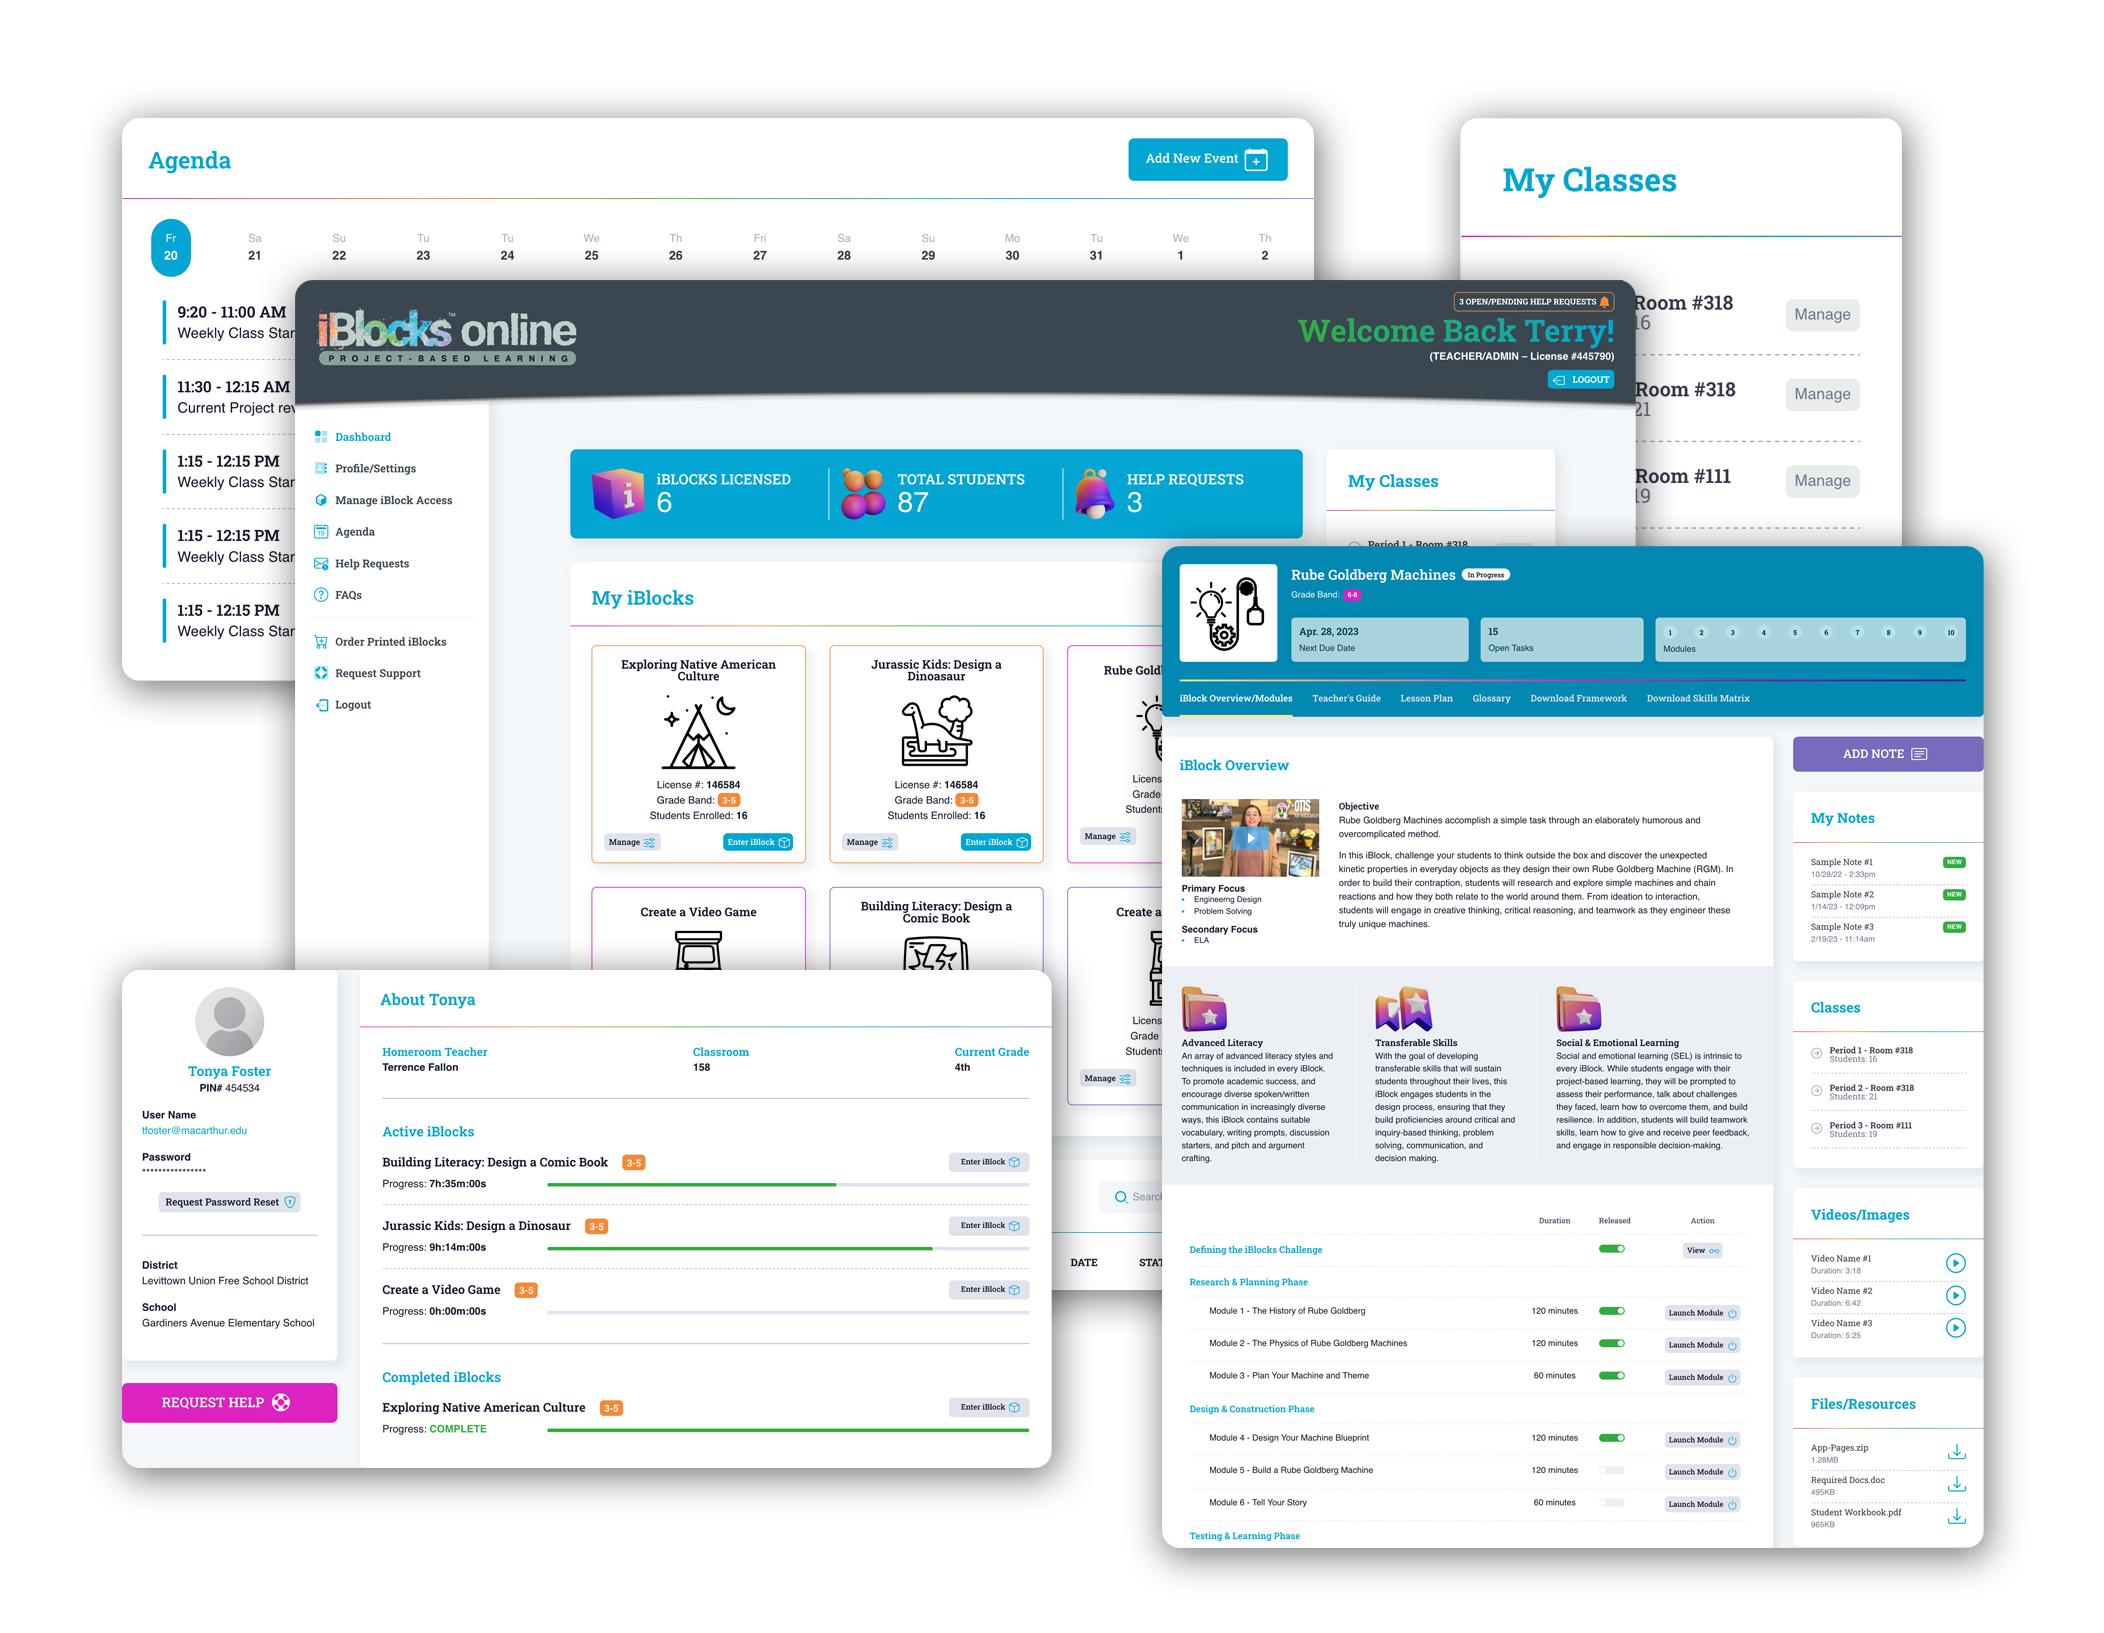 Agenda
Add New Event
Fr Sa Su Tu Tu We Th Fri Sa Su Mo Tu We Th
20 21 22 23 24 25 26 27 28 29 30 31 1 2
9:20 - 11:00 AM
Weekly Class Star
11:30 - 12:15 AM
Current Project rev
1:15 - 12:15 PM
Weekly Class Star
1:15 - 12:15 PM
Weekly Class Star
1:15 - 12:15 PM
Weekly Class Star
My Classes
Room #318
16
Manage
Room #318
21
Manage
Room #111
19
Manage
iBlocks online
™
PROJECT-BASED LEARNING
3 OPEN/PENDING HELP REQUESTS
Welcome Back Terry!
(TEACHER/ADMIN – License #445790)
LOGOUT
Dashboard
Profile/Settings
Manage iBlock Access
Agenda
Help Requests
FAQs
Order Printed iBlocks
Request Support
Logout
iBLOCKS LICENSED
6
TOTAL STUDENTS
87
HELP REQUESTS
3
My Classes
Period 1 - Room #318
My iBlocks
Exploring Native American
Culture
License #: 146584
Grade Band: 3-5
Students Enrolled: 16
Manage
Enter iBlock
Jurassic Kids: Design a
Dinoasaur
License #: 146584
Grade Band: 3-5
Students Enrolled: 16
Manage
Enter iBlock
Rube Gold
Licens
Grade
Students
Manage
Create a Video Game
Building Literacy: Design a
Comic Book
Create a
Licens
Grade
Students
Manage
Search
DATE
STAT
Tonya Foster
PIN# 454534
User Name
tfoster@macarthur.edu
Password
****************
Request Password Reset
District
Levittown Union Free School District
School
Gardiners Avenue Elementary School
REQUEST HELP
About Tonya
Homeroom Teacher
Terrence Fallon
Classroom
158
Current Grade
4th
Active iBlocks
Building Literacy: Design a Comic Book 3-5
Enter iBlock
Progress: 7h:35m:00s
Jurassic Kids: Design a Dinosaur 3-5
Enter iBlock
Progress: 9h:14m:00s
Create a Video Game 3-5
Enter iBlock
Progress: 0h:00m:00s
Completed iBlocks
Exploring Native American Culture 3-5
Enter iBlock
Progress: COMPLETE
Rube Goldberg Machines In Progress
Grade Band: 6-8
Apr. 28, 2023
Next Due Date
15
Open Tasks
1 2 3 4 5 6 7 8 9 10
Modules
iBlock Overview/Modules Teacher's Guide Lesson Plan Glossary Download Framework Download Skills Matrix
iBlock Overview
OTIS
Primary Focus
• Engineerng Design
• Problem Solving
Secondary Focus
• ELA
Objective
Rube Goldberg Machines accomplish a simple task through an elaborately humorous and
overcomplicated method.
In this iBlock, challenge your students to think outside the box and discover the unexpected
kinetic properties in everyday objects as they design their own Rube Goldberg Machine (RGM). In
order to build their contraption, students will research and explore simple machines and chain
reactions and how they both relate to the world around them. From ideation to interaction,
students will engage in creative thinking, critical reasoning, and teamwork as they engineer these
truly unique machines.
Advanced Literacy
An array of advanced literacy styles and
techniques is included in every iBlock.
To promote academic success, and
encourage diverse spoken/written
communication in increasingly diverse
ways, this iBlock contains suitable
vocabulary, writing prompts, discussion
starters, and pitch and argument
crafting.
Transferable Skills
With the goal of developing
transferable skills that will sustain
students throughout their lives, this
iBlock engages students in the
design process, ensuring that they
build proficiencies around critical and
inquiry-based thinking, problem
solving, communication, and
decision making.
Social & Emotional Learning
Social and emotional learning (SEL) is intrinsic to
every iBlock. While students engage with their
project-based learning, they will be prompted to
assess their performance, talk about challenges
they faced, learn how to overcome them, and build
resilience. In addition, students will build teamwork
skills, learn how to give and receive peer feedback,
and engage in responsible decision-making.
Duration Released Action
Defining the iBlocks Challenge View
Research & Planning Phase
Module 1 - The History of Rube Goldberg 120 minutes Launch Module
Module 2 - The Physics of Rube Goldberg Machines 120 minutes Launch Module
Module 3 - Plan Your Machine and Theme 60 minutes Launch Module
Design & Construction Phase
Module 4 - Design Your Machine Blueprint 120 minutes Launch Module
Module 5 - Build a Rube Goldberg Machine 120 minutes Launch Module
Module 6 - Tell Your Story 60 minutes Launch Module
Testing & Learning Phase
ADD NOTE
My Notes
Sample Note #1 NEW
10/28/22 - 2:33pm
Sample Note #2 NEW
1/14/23 - 12:09pm
Sample Note #3 NEW
2/19/23 - 11:14am
Classes
Period 1 - Room #318
Students: 16
Period 2 - Room #318
Students: 21
Period 3 - Room #111
Students: 19
Videos/Images
Video Name #1
Duration: 3:18
Video Name #2
Duration: 6:42
Video Name #3
Duration: 5:25
Files/Resources
App-Pages.zip
1.28MB
Required Docs.doc
495KB
Student Workbook.pdf
965KB